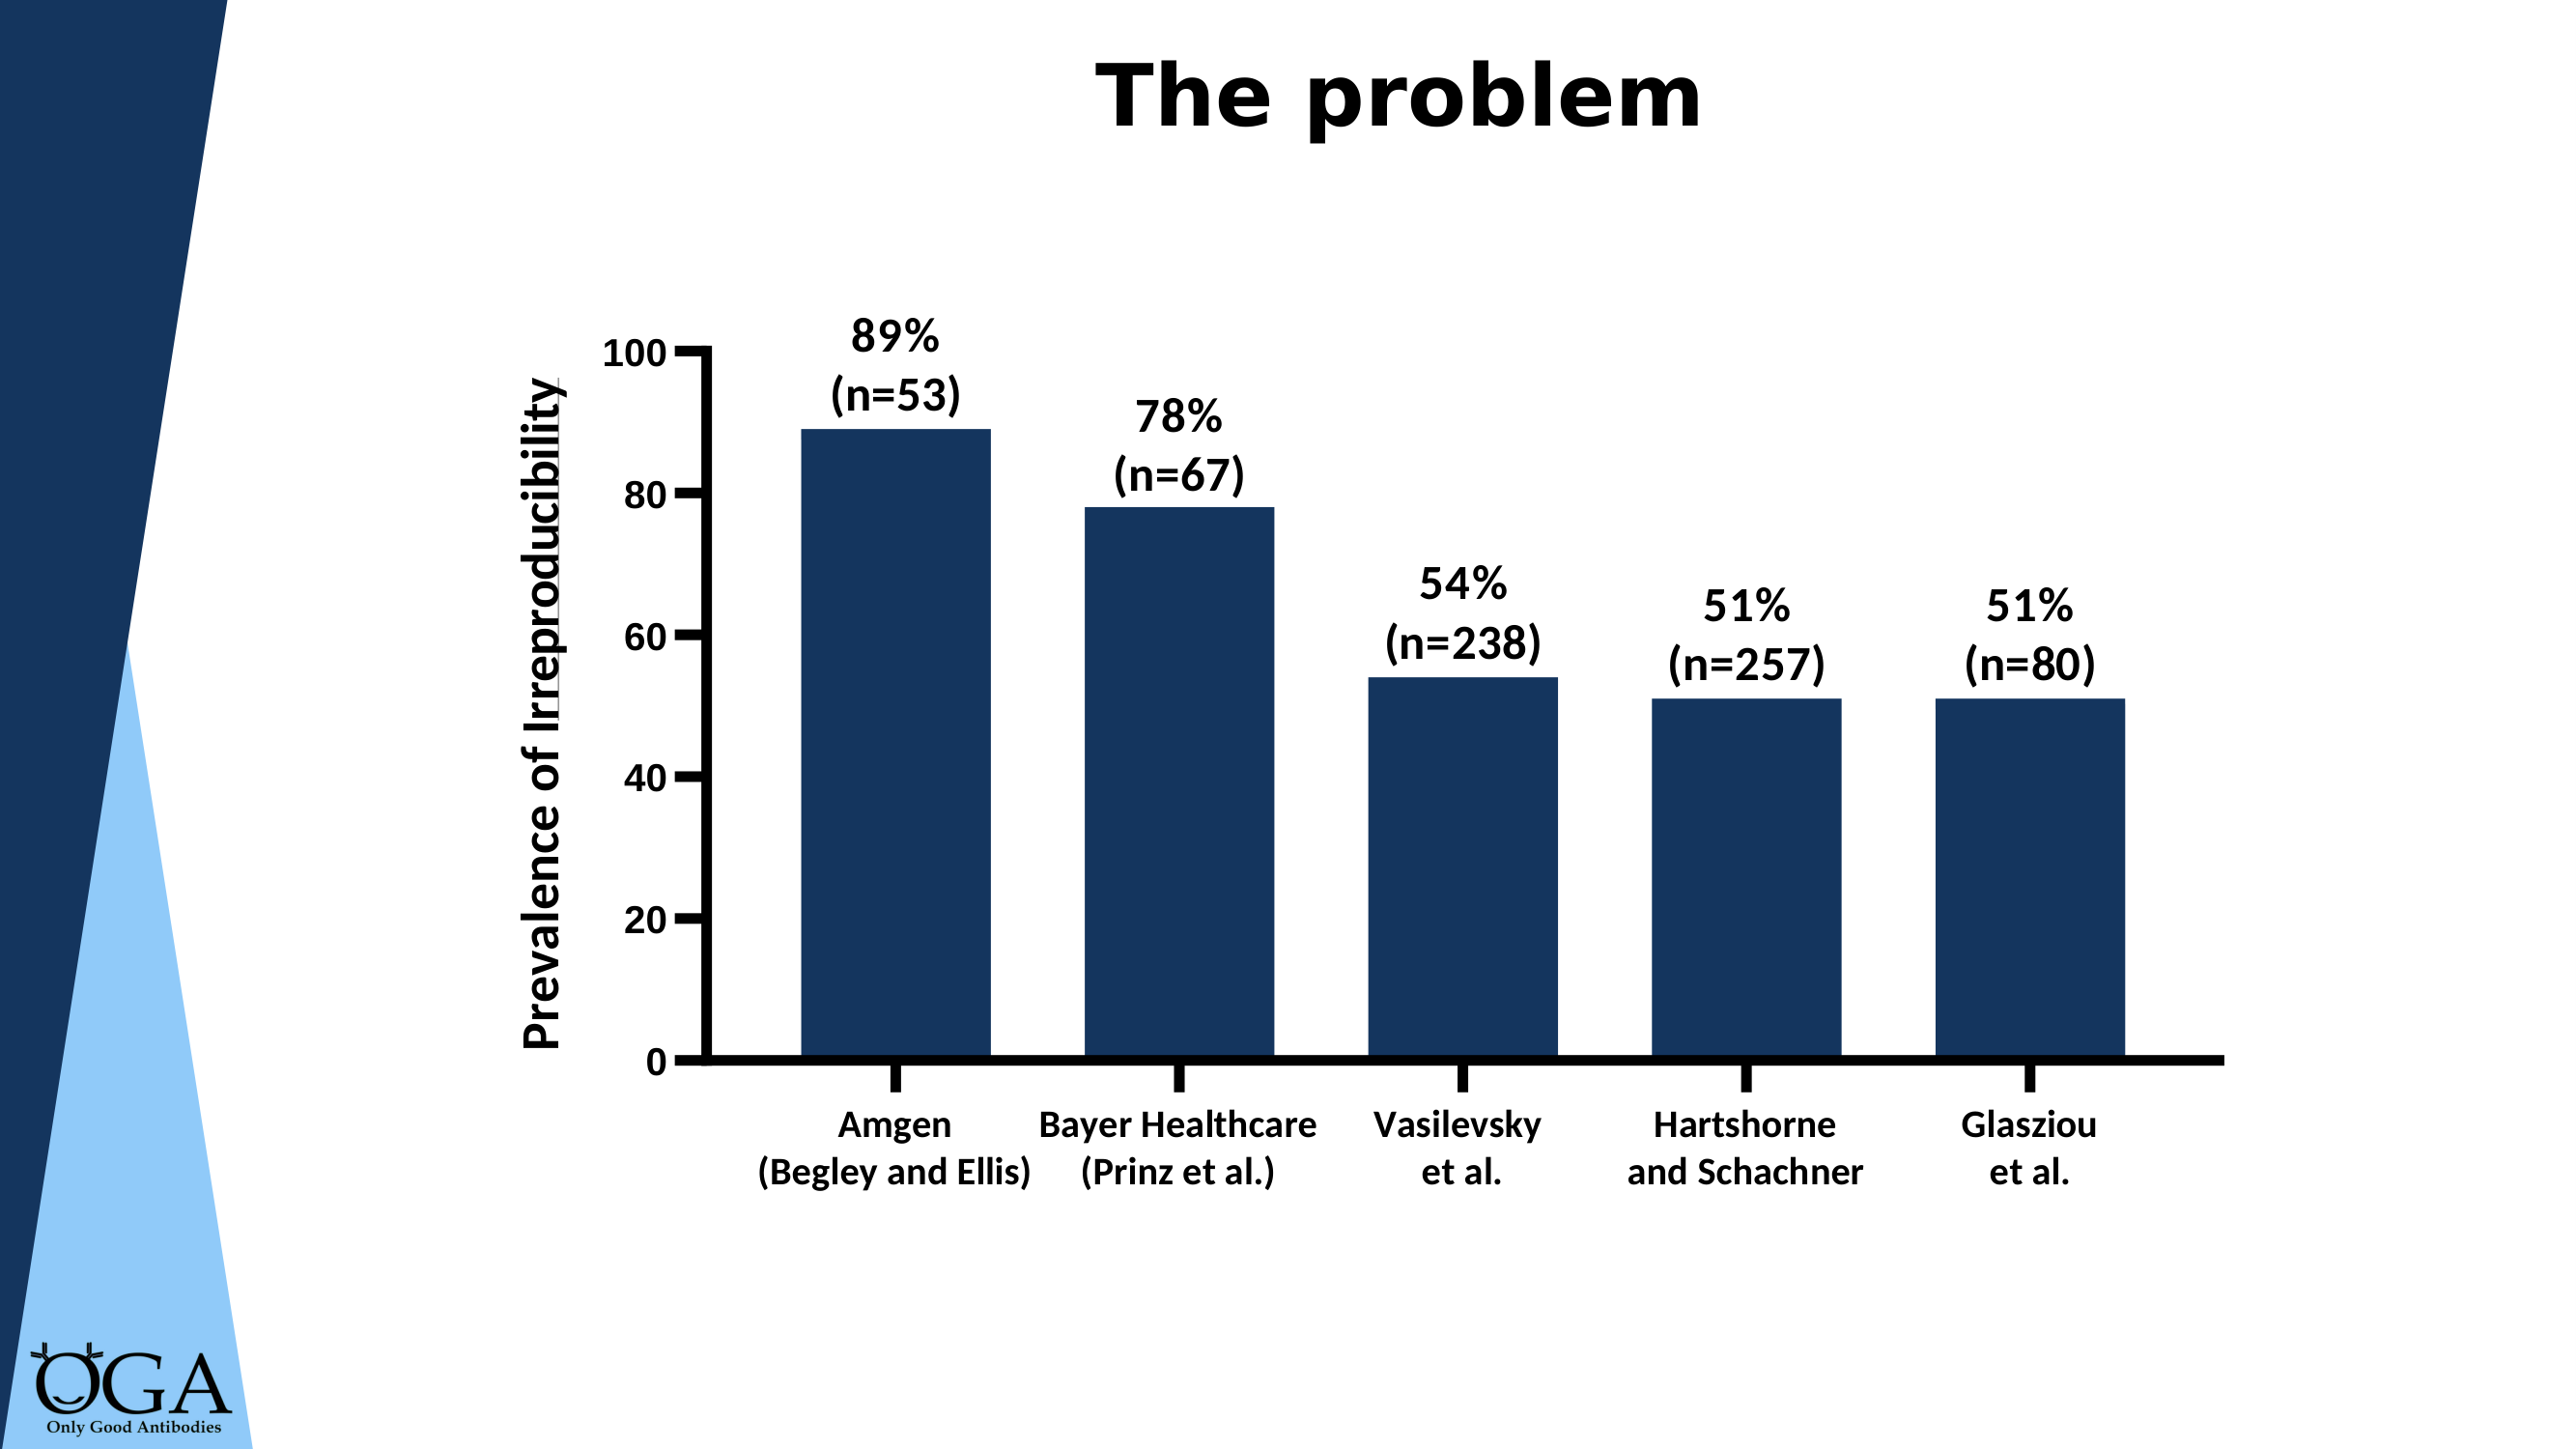 The problem
Prevalence of Irreproducibility
100
80
60
40
20
0
89%
(n=53)
78%
(n=67)
54%
(n=238)
51%
(n=257)
51%
(n=80)
Amgen
(Begley and Ellis)
Bayer Healthcare
(Prinz et al.)
Vasilevsky
et al.
Hartshorne
and Schachner
Glasziou
et al.
OGA
Only Good Antibodies